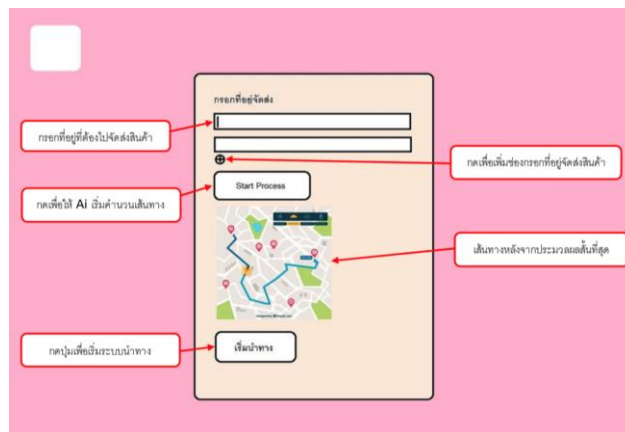 กรอกที่อยู่จัดส่ง
กรอกที่อยู่ที่ต้องไปจัดส่งสินค้า
กดเพื่อเพิ่มช่องกรอกที่อยู่จัดส่งสินค้า
Start Process
กดเพื่อให้ Ai เริ่มคำนวนเส้นทาง
เส้นทางหลังจากประมวลผลสั้นที่สุด
กดปุ่มเพื่อเริ่มระบบนำทาง
เริ่มนำทาง